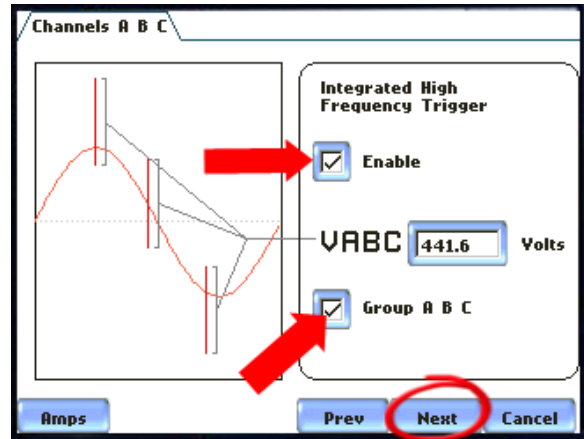 Channels A B C
Integrated High
Frequency Trigger
Enable
VABC 441.6 Volts
Group A B C
Amps Prev Next Cancel